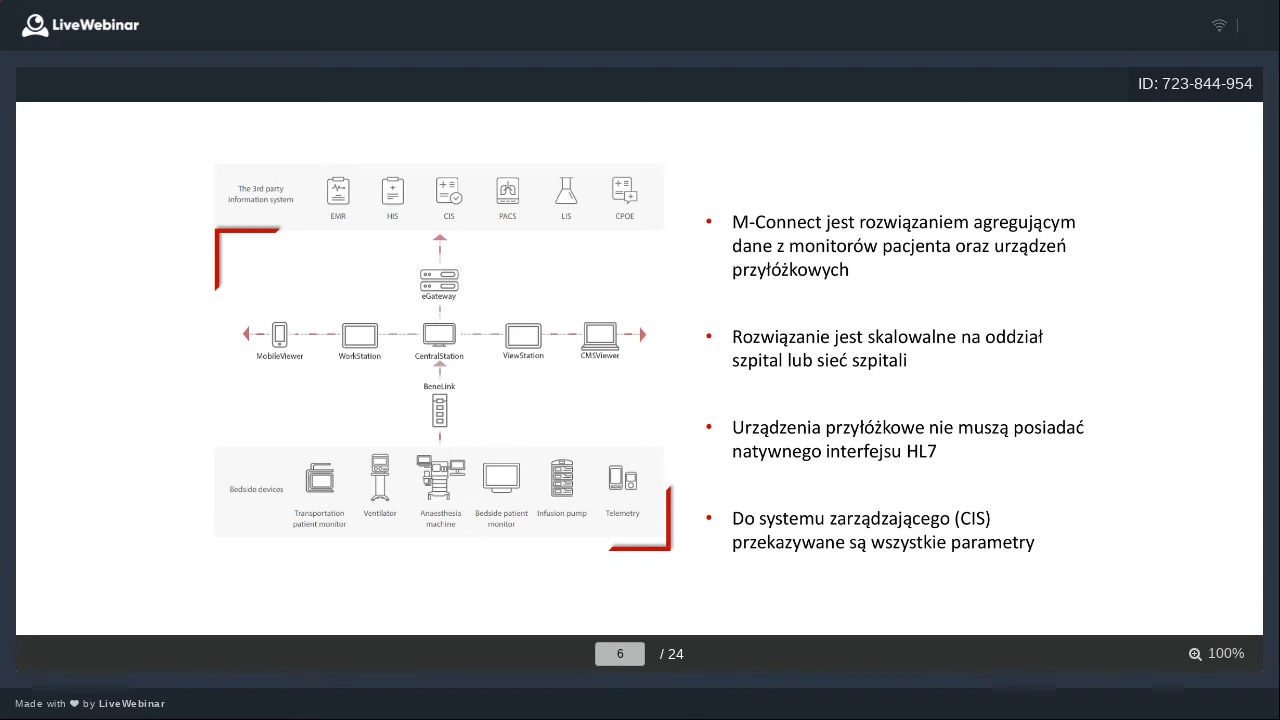 LiveWebinar
ID: 723-844-954
The 3rd party
information system
EMR
HIS
CIS
PACS
LIS
CPOE
eGateway
MobileViewer
WorkStation
CentralStation
ViewStation
CMSViewer
BeneLink
Bedside devices
Transportation
patient monitor
Ventilator
Anaesthesia
machine
Bedside patient
monitor
Infusion pump
Telemetry
• M-Connect jest rozwiązaniem agregującym
dane z monitorów pacjenta oraz urządzeń
przyłóżkowych
• Rozwiązanie jest skalowalne na oddział
szpital lub sieć szpitali
• Urządzenia przyłóżkowe nie muszą posiadać
natywnego interfejsu HL7
• Do systemu zarządzającego (CIS)
przekazywane są wszystkie parametry
6 / 24
100%
Made with ❤ by LiveWebinar